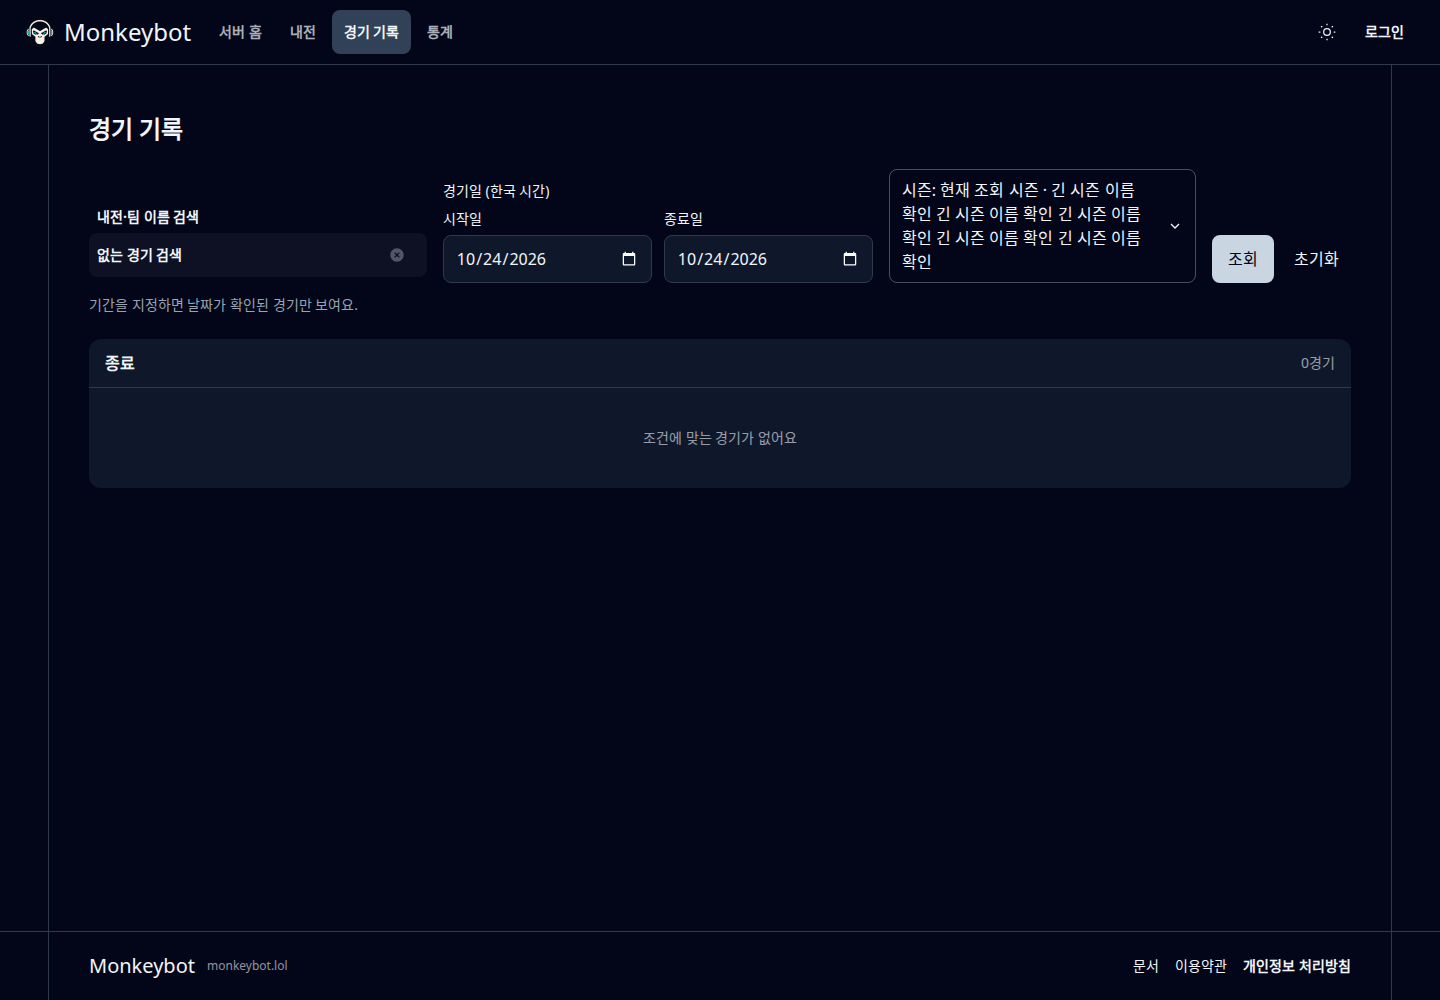 Monkeybot
서버 홈
내전
경기 기록
통계
로그인
경기 기록
내전·팀 이름 검색
없는 경기 검색
경기일 (한국 시간)
시작일
종료일
10/24/2026
10/24/2026
시즌: 현재 조회 시즌 · 긴 시즌 이름
확인 긴 시즌 이름 확인 긴 시즌 이름
확인 긴 시즌 이름 확인 긴 시즌 이름
확인
조회
초기화
기간을 지정하면 날짜가 확인된 경기만 보여요.
종료
0경기
조건에 맞는 경기가 없어요
Monkeybot
monkeybot.lol
문서
이용약관
개인정보 처리방침